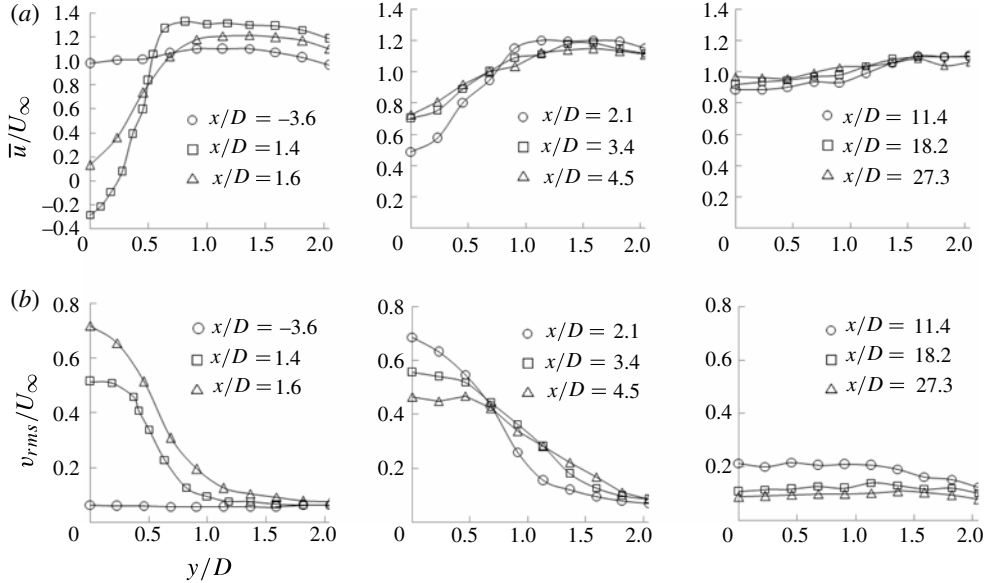 (a)
1.4
1.2
1.0
0.8
0.6
0.4
0.2
0
–0.2
–0.4
u̅/U∞
x/D = –3.6
x/D = 1.4
x/D = 1.6
0 0.5 1.0 1.5 2.0
1.4
1.2
1.0
0.8
0.6
0.4
0.2
x/D = 2.1
x/D = 3.4
x/D = 4.5
0 0.5 1.0 1.5 2.0
1.4
1.2
1.0
0.8
0.6
0.4
0.2
x/D = 11.4
x/D = 18.2
x/D = 27.3
0 0.5 1.0 1.5 2.0
(b)
0.8
0.6
0.4
0.2
vrms/U∞
x/D = –3.6
x/D = 1.4
x/D = 1.6
0 0.5 1.0 1.5 2.0
y/D
0.8
0.6
0.4
0.2
x/D = 2.1
x/D = 3.4
x/D = 4.5
0 0.5 1.0 1.5 2.0
0.8
0.6
0.4
0.2
x/D = 11.4
x/D = 18.2
x/D = 27.3
0 0.5 1.0 1.5 2.0